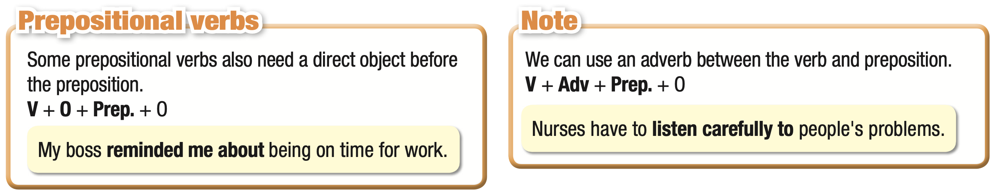 Prepositional verbs
Some prepositional verbs also need a direct object before
the preposition.
V + O + Prep. + O
My boss reminded me about being on time for work.
Note
We can use an adverb between the verb and preposition.
V + Adv + Prep. + O
Nurses have to listen carefully to people's problems.